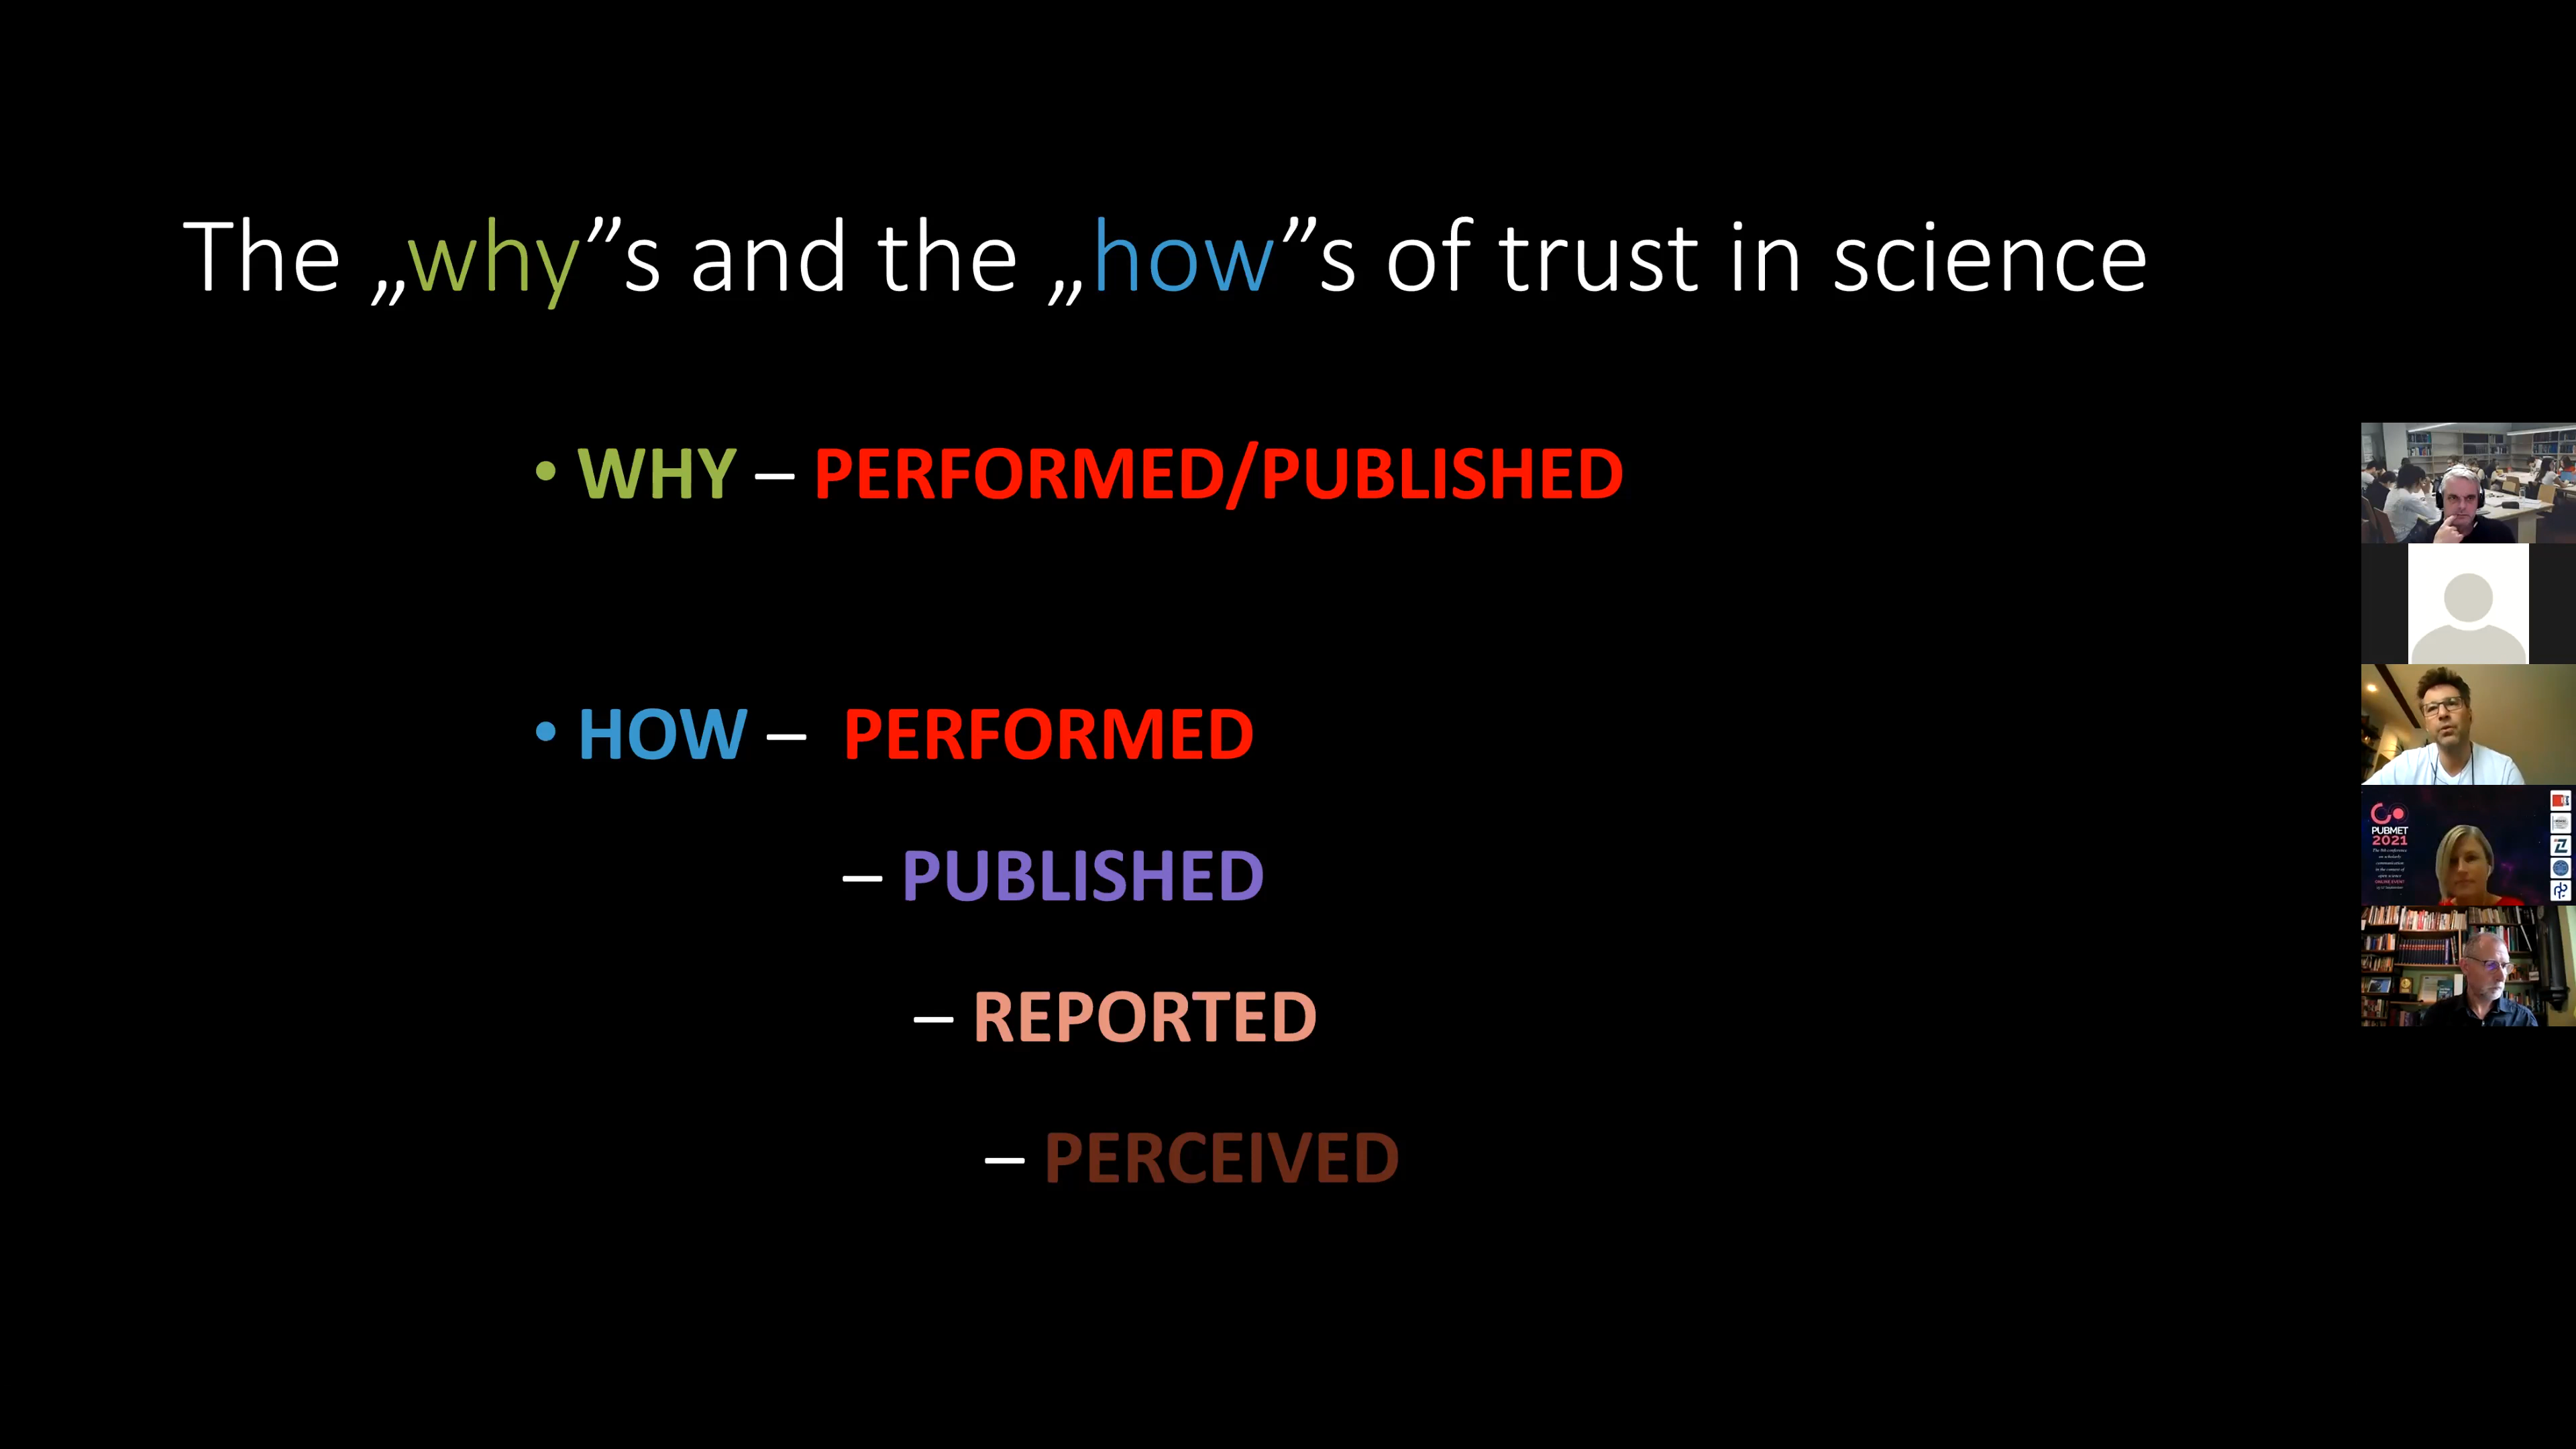 The „why”s and the „how”s of trust in science
• WHY – PERFORMED/PUBLISHED
• HOW – PERFORMED
– PUBLISHED
– REPORTED
– PERCEIVED
PUBMET
2021